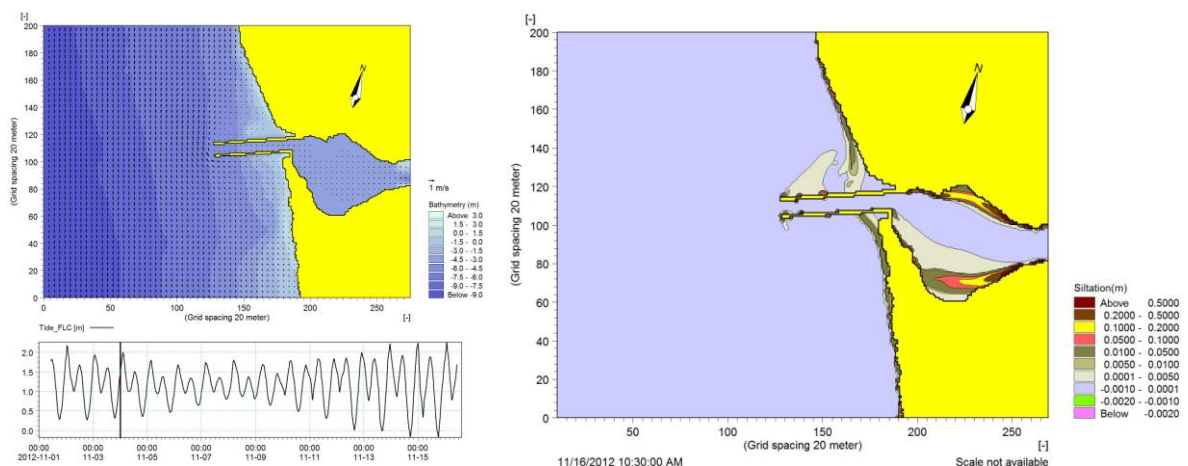 [-]
200
180
160
140
120
100
80
60
40
20
0
(Grid spacing 20 meter)
N
0 50 100 150 200 250
(Grid spacing 20 meter) [-]
1 m/s
Bathymetry (m)
Above 3.0
1.5 - 3.0
0.0 - 1.5
-1.5 - 0.0
-3.0 - -1.5
-4.5 - -3.0
-6.0 - -4.5
-7.5 - -6.0
-9.0 - -7.5
Below -9.0
Tide_FLC [m]
2.0
1.5
1.0
0.5
0.0
00:00 00:00 00:00 00:00 00:00 00:00 00:00 00:00
2012-11-01 11-03 11-05 11-07 11-09 11-11 11-13 11-15
[-]
200
180
160
140
120
100
80
60
40
20
0
(Grid spacing 20 meter)
N
50 100 150 200 250
(Grid spacing 20 meter) [-]
11/16/2012 10:30:00 AM Scale not available
Siltation(m)
Above 0.5000
0.2000 - 0.5000
0.1000 - 0.2000
0.0500 - 0.1000
0.0100 - 0.0500
0.0050 - 0.0100
0.0001 - 0.0050
-0.0010 - 0.0001
-0.0020 - -0.0010
Below -0.0020